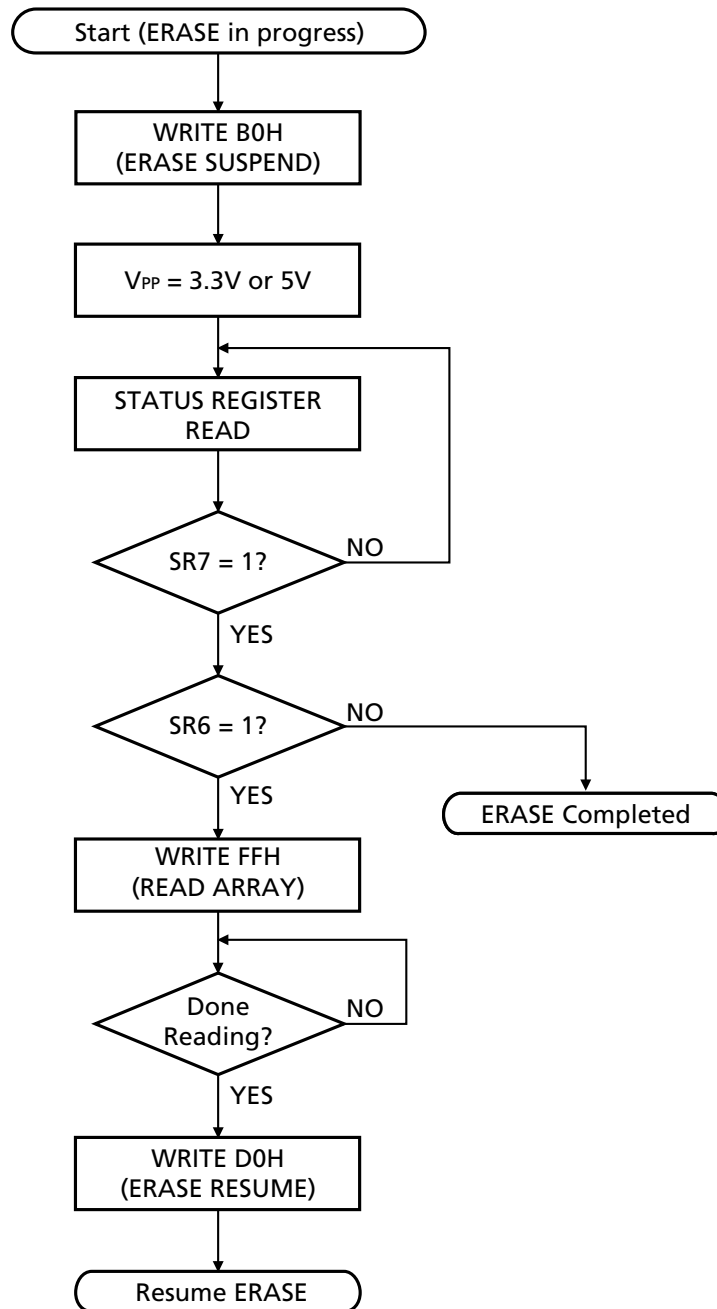 Start (ERASE in progress)
WRITE B0H
(ERASE SUSPEND)
VPP = 3.3V or 5V
STATUS REGISTER
READ
SR7 = 1?
NO
YES
SR6 = 1?
NO
YES
ERASE Completed
WRITE FFH
(READ ARRAY)
Done
Reading?
NO
YES
WRITE D0H
(ERASE RESUME)
Resume ERASE